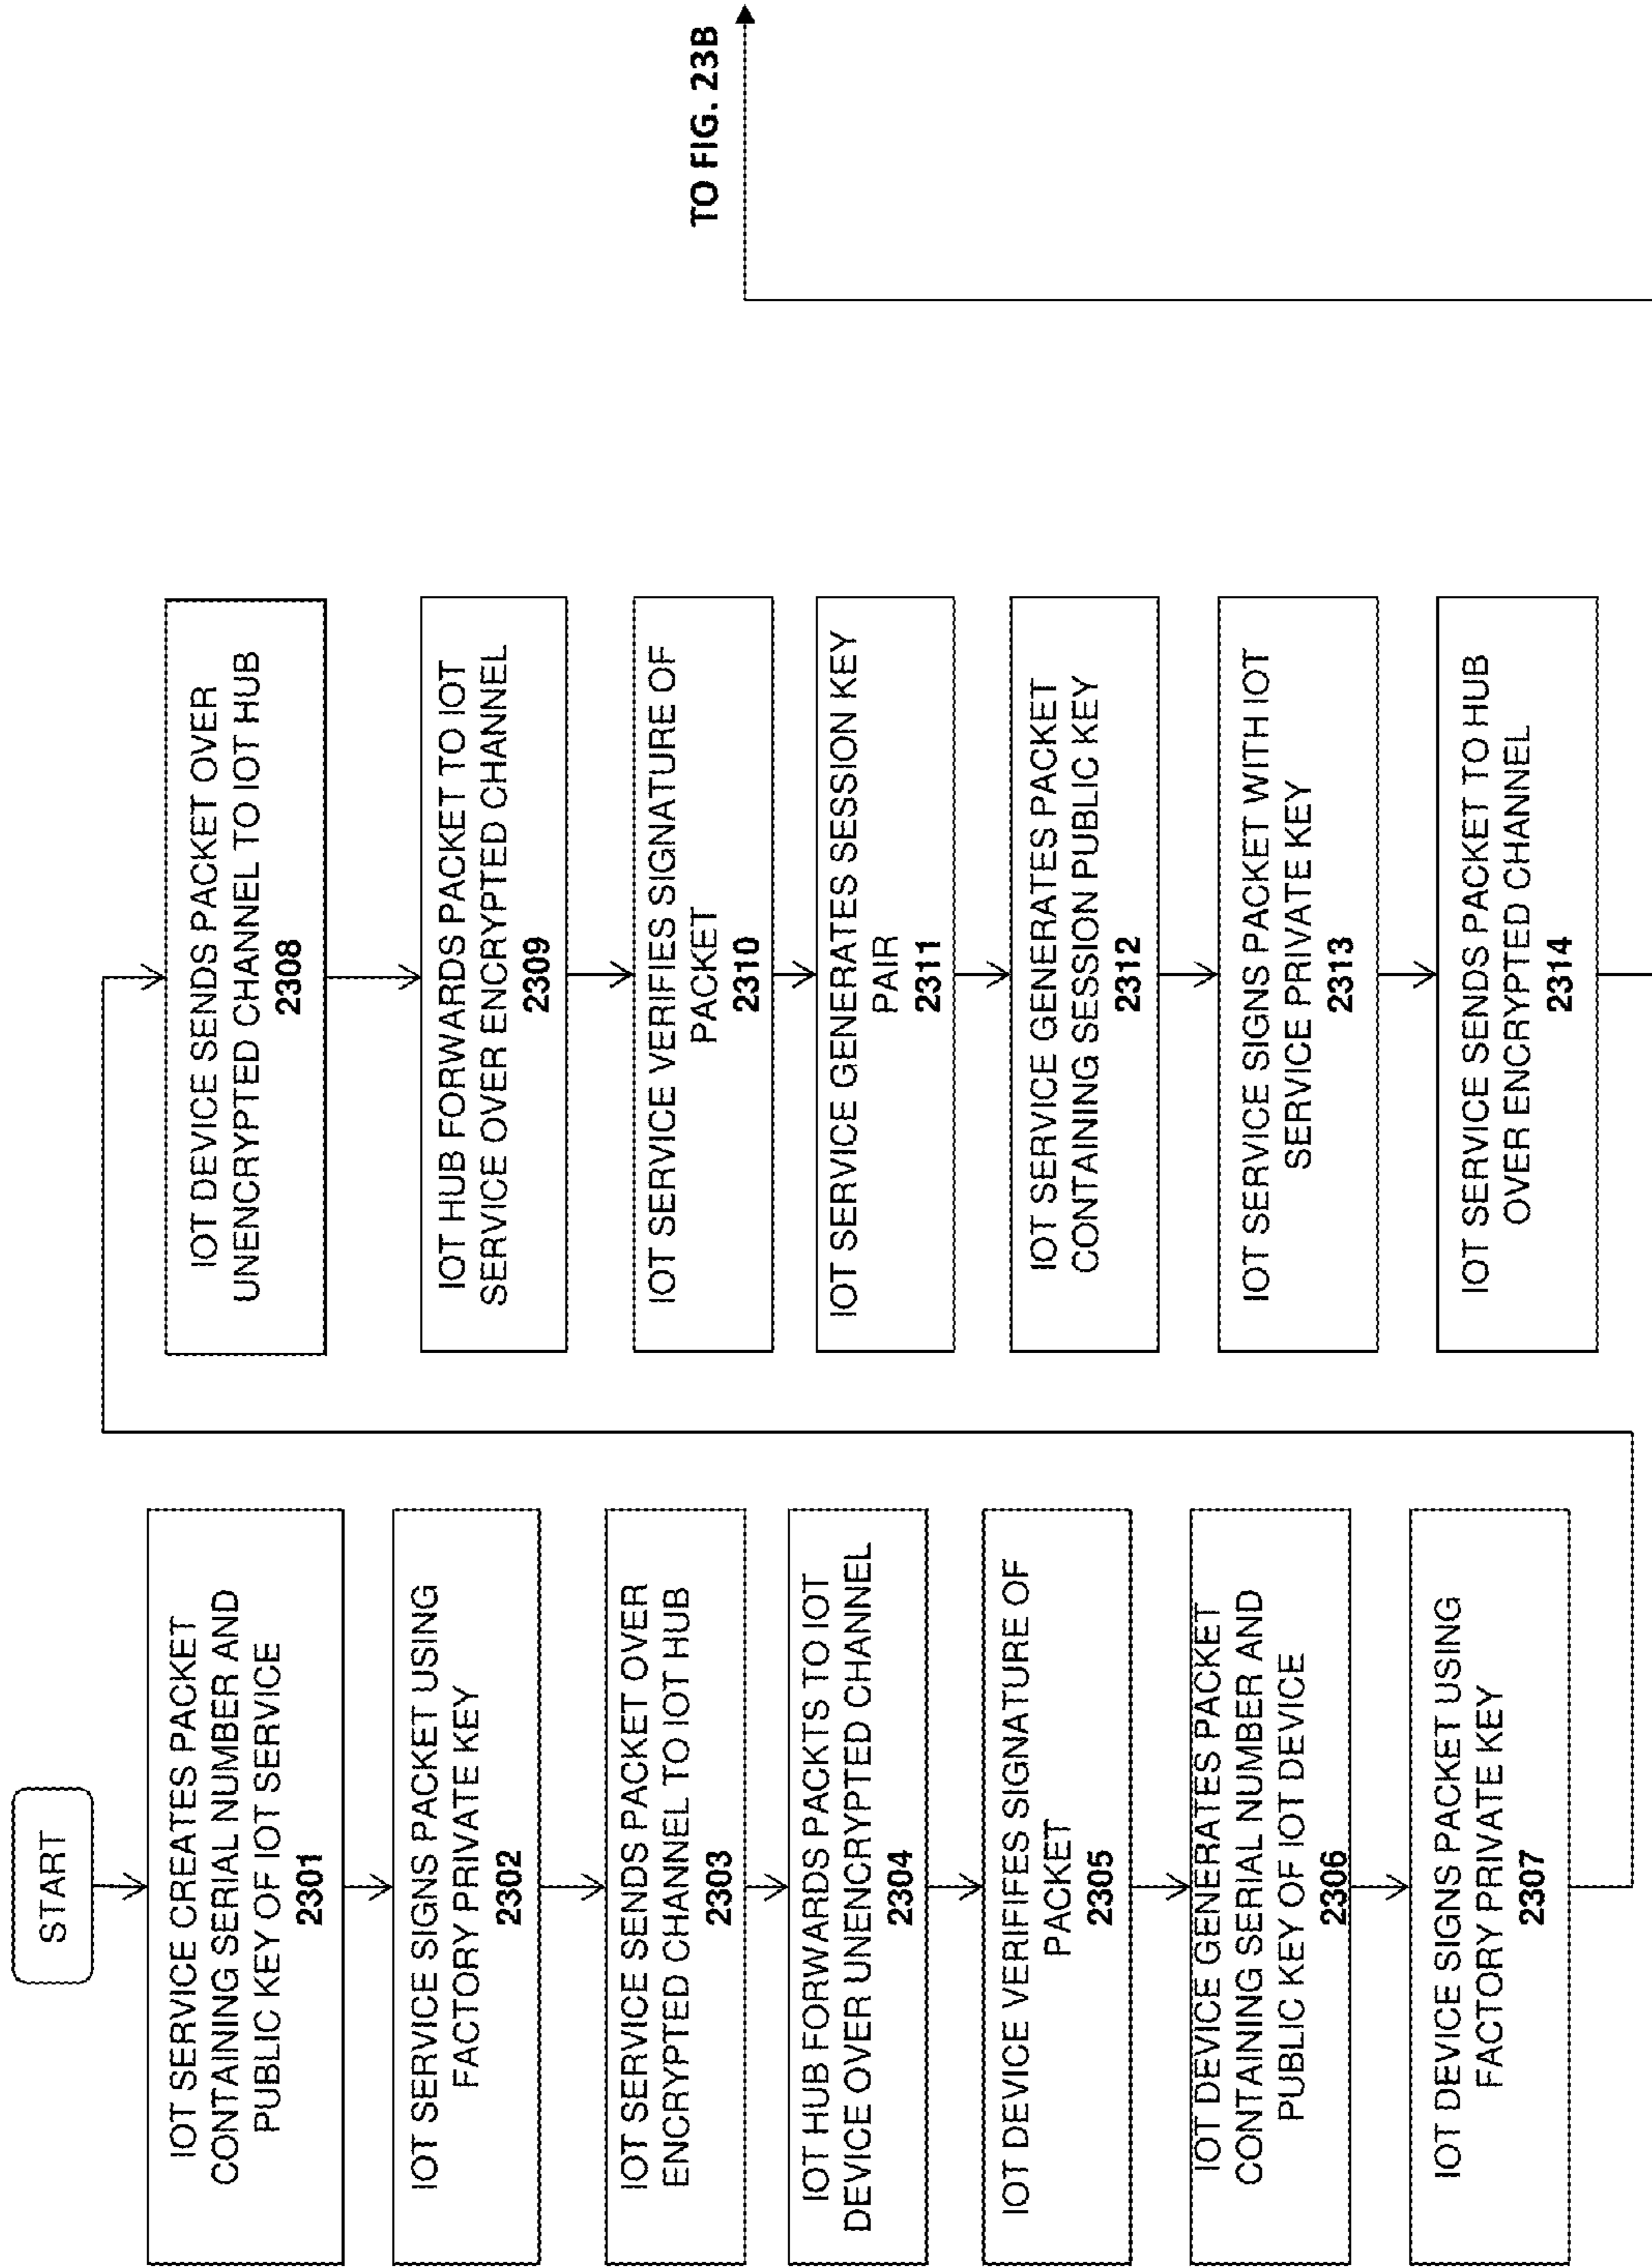 START
IOT SERVICE CREATES PACKET
CONTAINING SERIAL NUMBER AND
PUBLIC KEY OF IOT SERVICE
2301
IOT SERVICE SIGNS PACKET USING
FACTORY PRIVATE KEY
2302
IOT SERVICE SENDS PACKET OVER
ENCRYPTED CHANNEL TO IOT HUB
2303
IOT HUB FORWARDS PACKTS TO IOT
DEVICE OVER UNENCRYPTED CHANNEL
2304
IOT DEVICE VERIFIFES SIGNATURE OF
PACKET
2305
IOT DEVICE GENERATES PACKET
CONTAINING SERIAL NUMBER AND
PUBLIC KEY OF IOT DEVICE
2306
IOT DEVICE SIGNS PACKET USING
FACTORY PRIVATE KEY
2307
IOT DEVICE SENDS PACKET OVER
UNENCRYPTED CHANNEL TO IOT HUB
2308
IOT HUB FORWARDS PACKET TO IOT
SERVICE OVER ENCRYPTED CHANNEL
2309
IOT SERVICE VERIFIES SIGNATURE OF
PACKET
2310
IOT SERVICE GENERATES SESSION KEY
PAIR
2311
IOT SERVICE GENERATES PACKET
CONTAINING SESSION PUBLIC KEY
2312
IOT SERVICE SIGNS PACKET WITH IOT
SERVICE PRIVATE KEY
2313
IOT SERVICE SENDS PACKET TO HUB
OVER ENCRYPTED CHANNEL
2314
TO FIG. 23B